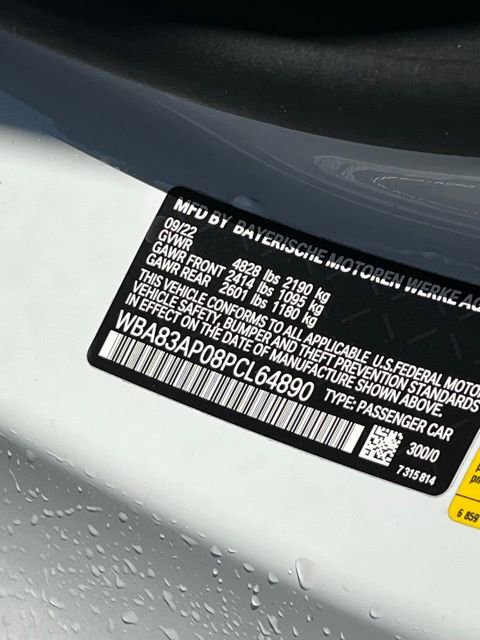 MFD BY BAYERISCHE MOTOREN WERKE AG
09/22
GVWR 4828 lbs 2190 kg
GAWR FRONT 2414 lbs 1095 kg
GAWR REAR 2601 lbs 1180 kg
THIS VEHICLE CONFORMS TO ALL APPLICABLE U.S. FEDERAL MOTO
VEHICLE SAFETY, BUMPER AND THEFT PREVENTION STANDARDS
IN EFFECT ON THE DATE OF MANUFACTURE SHOWN ABOVE.
WBA83AP08PCL64890 TYPE: PASSENGER CAR
300/0
7 315 814
6 859